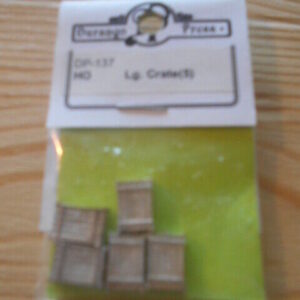 Durango Press
DP-137
HO Lg. Crate(5)